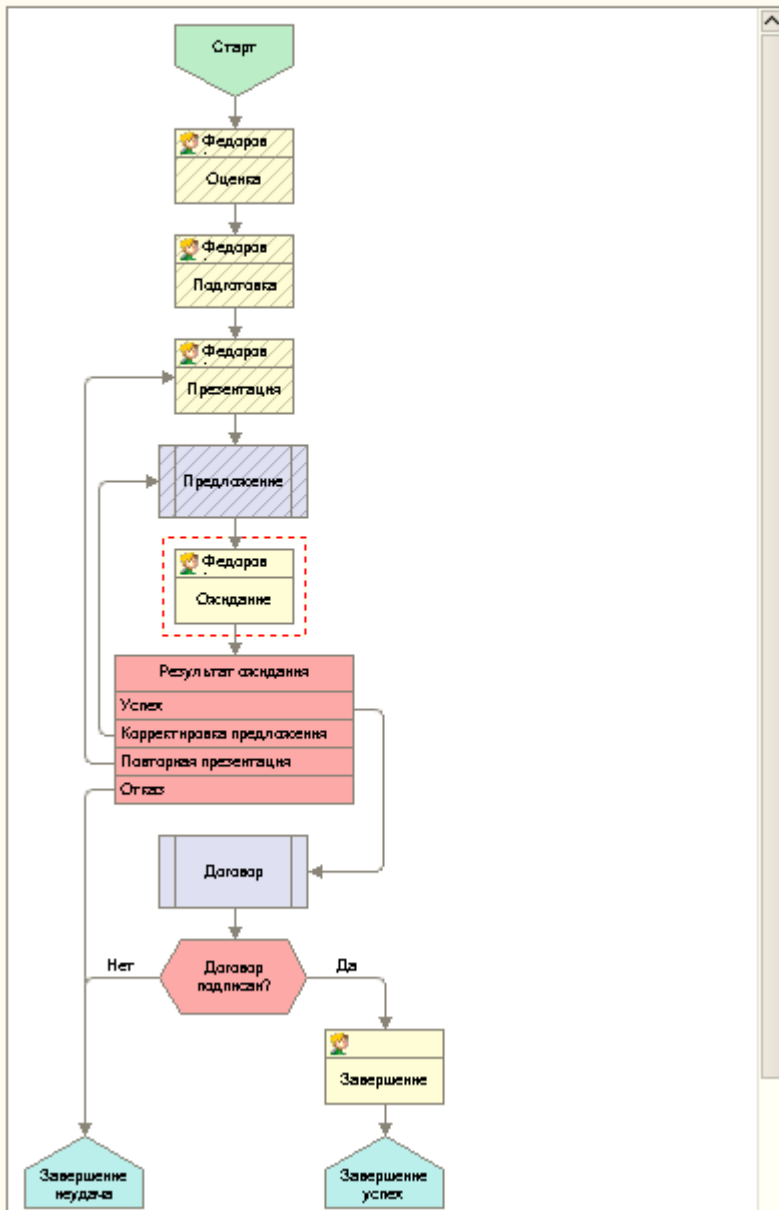 Старт
Федоров
Оценка
Федоров
Подготовка
Федоров
Презентация
Предложение
Федоров
Ожидание
Результат ожидания
Успех
Корректировка предложения
Повторная презентация
Отказ
Договор
Нет
Договор
подписан?
Да
Завершение
Завершение
неудача
Завершение
успех